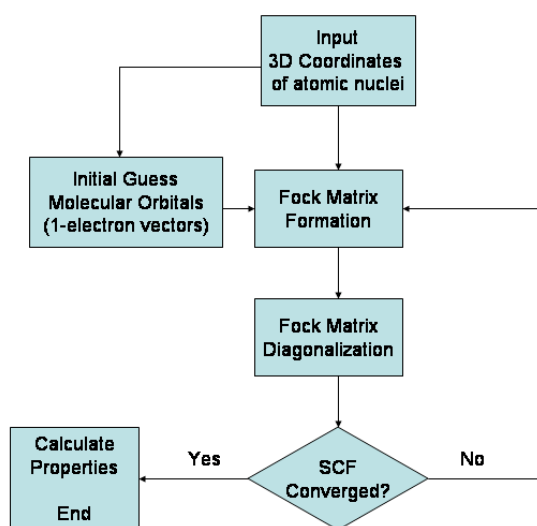 Input
3D Coordinates
of atomic nuclei
Initial Guess
Molecular Orbitals
(1-electron vectors)
Fock Matrix
Formation
Fock Matrix
Diagonalization
Calculate
Properties
End
Yes
SCF
Converged?
No